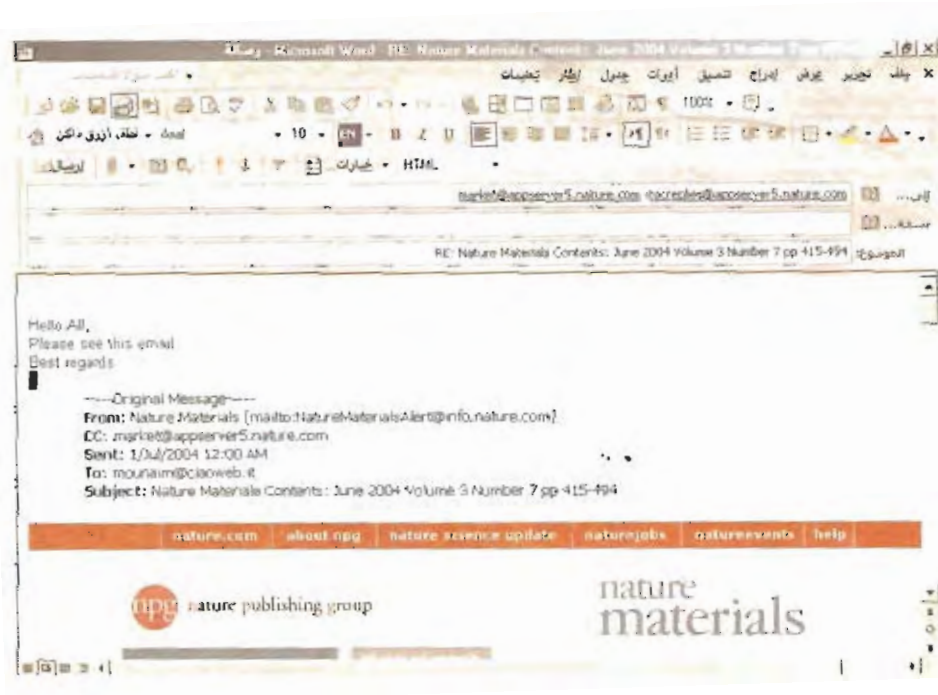 Microsoft Word - RE: Nature Materials Contents: June 2004 Volume 3 Number 7
ملف تحرير عرض إدراج تنسيق أدوات جدول إطار تعليمات
100%
10 EN B I U
خيارات... HTML
إلى... market@appserver5.nature.com
نسخة...
الموضوع: RE: Nature Materials Contents: June 2004 Volume 3 Number 7 pp 415-494
Hello All,
Please see this email
Best regards
-----Original Message-----
From: Nature Materials [mailto:NatureMaterialsAlert@info.nature.com]
CC: market@appserver5.nature.com
Sent: 1/Jul/2004 12:00 AM
To: mounaim@ciaoweb.it
Subject: Nature Materials Contents: June 2004 Volume 3 Number 7 pp 415-494
nature.com about npg nature science update naturejobs natureevents help
npg nature publishing group
nature
materials